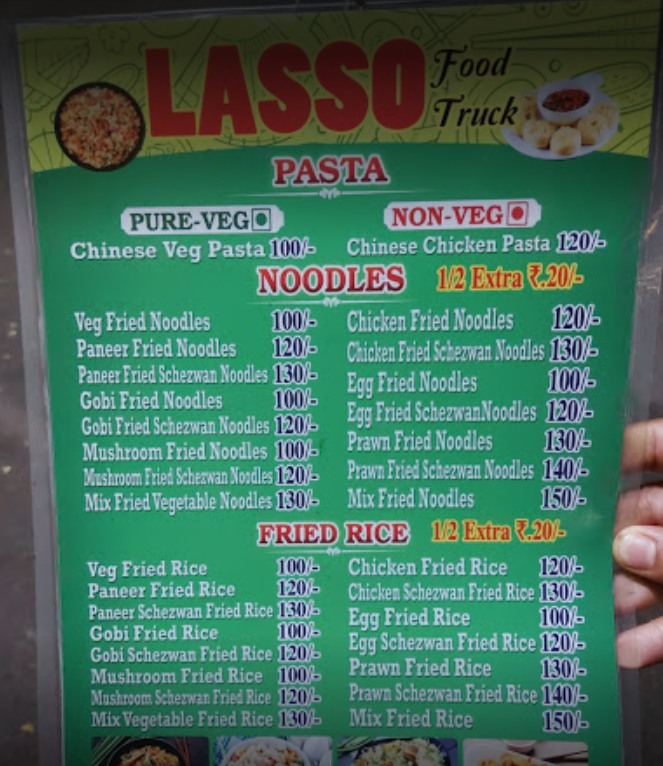 LASSO Food Truck
PASTA
PURE-VEG
Chinese Veg Pasta 100/-
NON-VEG
Chinese Chicken Pasta 120/-
NOODLES 1/2 Extra ₹.20/-
Veg Fried Noodles 100/-
Paneer Fried Noodles 120/-
Paneer Fried Schezwan Noodles 130/-
Gobi Fried Noodles 100/-
Gobi Fried Schezwan Noodles 120/-
Mushroom Fried Noodles 100/-
Mushroom Fried Schezwan Noodles 120/-
Mix Fried Vegetable Noodles 130/-
Chicken Fried Noodles 120/-
Chicken Fried Schezwan Noodles 130/-
Egg Fried Noodles 100/-
Egg Fried SchezwanNoodles 120/-
Prawn Fried Noodles 130/-
Prawn Fried Schezwan Noodles 140/-
Mix Fried Noodles 150/-
FRIED RICE 1/2 Extra ₹.20/-
Veg Fried Rice 100/-
Paneer Fried Rice 120/-
Paneer Schezwan Fried Rice 130/-
Gobi Fried Rice 100/-
Gobi Schezwan Fried Rice 120/-
Mushroom Fried Rice 100/-
Mushroom Schezwan Fried Rice 120/-
Mix Vegetable Fried Rice 130/-
Chicken Fried Rice 120/-
Chicken Schezwan Fried Rice 130/-
Egg Fried Rice 100/-
Egg Schezwan Fried Rice 120/-
Prawn Fried Rice 130/-
Prawn Schezwan Fried Rice 140/-
Mix Fried Rice 150/-